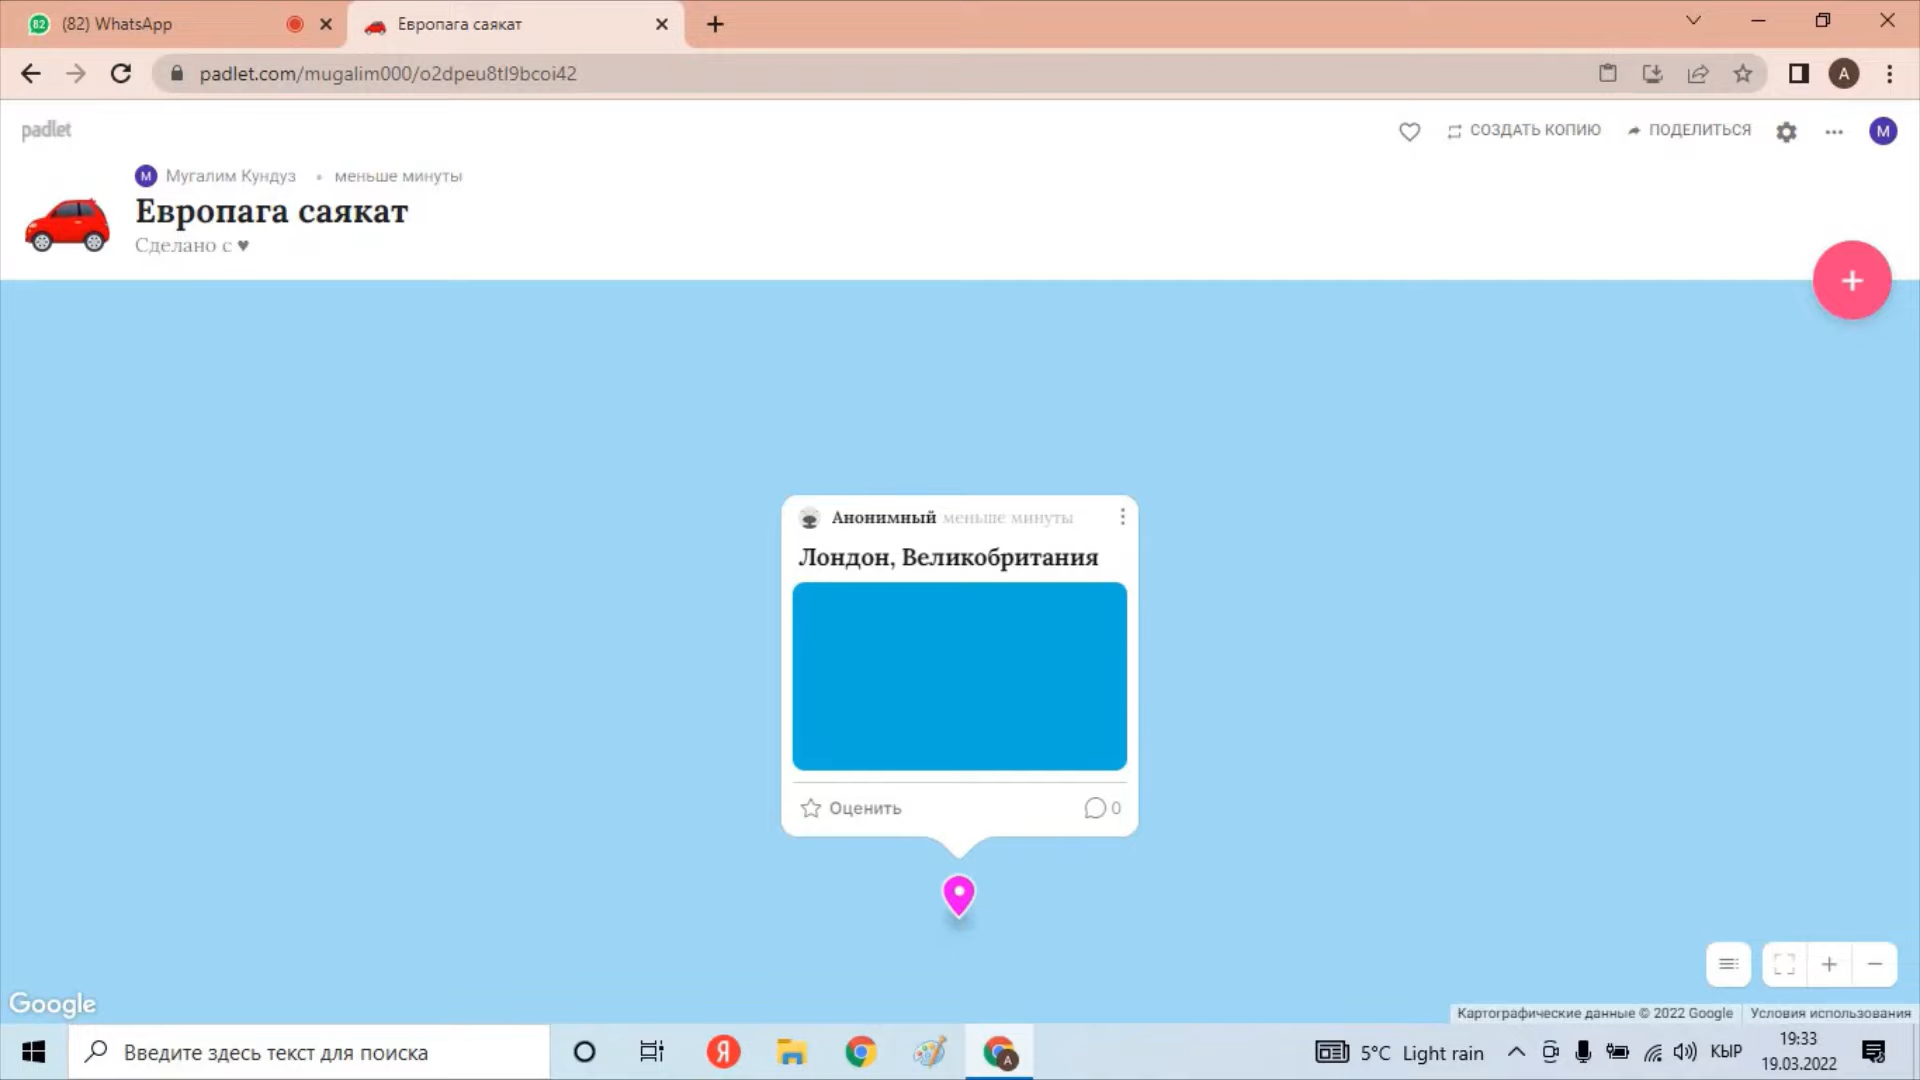 82 (82) WhatsApp
Европага саякат
padlet.com/mugalim000/o2dpeu8tl9bcoi42
A
padlet
СОЗДАТЬ КОПИЮ
ПОДЕЛИТЬСЯ
M
M Мугалим Кундуз • меньше минуты
Европага саякат
Сделано с ♥
+
Анонимный меньше минуты
Лондон, Великобритания
Оценить
0
Google
Картографические данные © 2022 Google
Условия использования
Введите здесь текст для поиска
Я
A
5°C Light rain
КЫР
19:33
19.03.2022